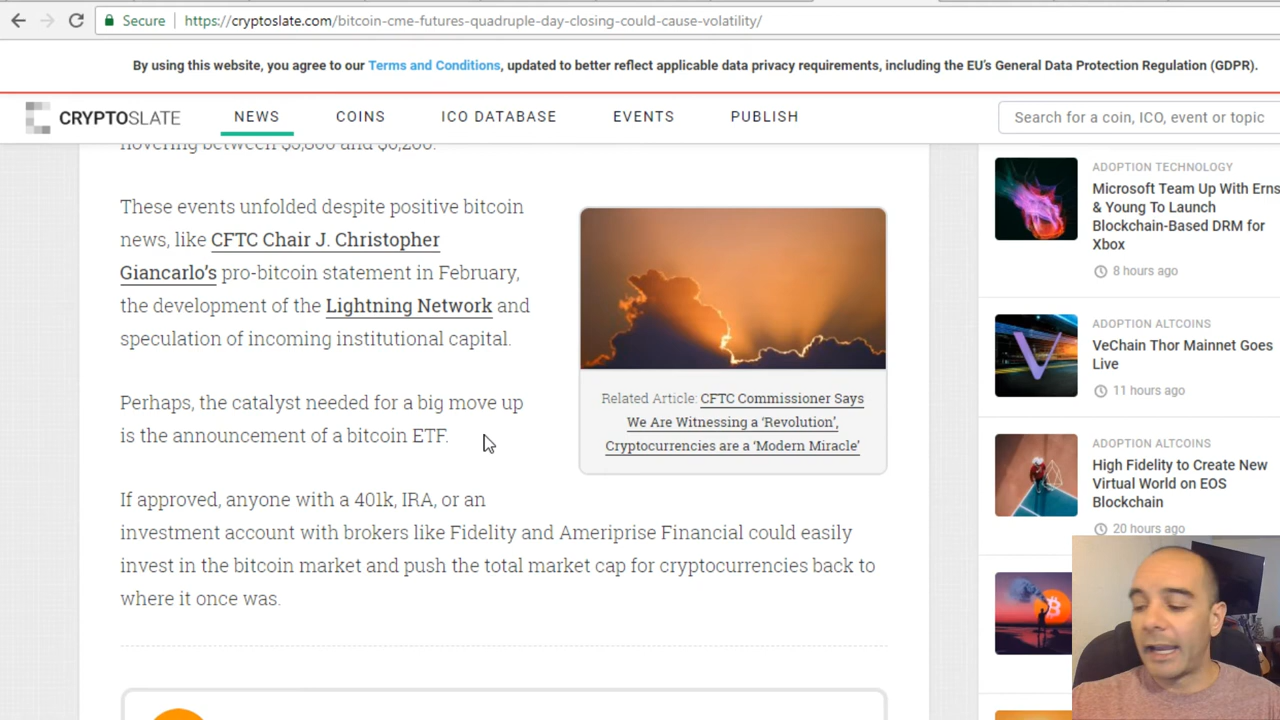 Secure https://cryptoslate.com/bitcoin-cme-futures-quadruple-day-closing-could-cause-volatility/
By using this website, you agree to our Terms and Conditions, updated to better reflect applicable data privacy requirements, including the EU's General Data Protection Regulation (GDPR).
CRYPTOSLATE NEWS COINS ICO DATABASE EVENTS PUBLISH Search for a coin, ICO, event or topic
hovering between $5,800 and $6,200.
These events unfolded despite positive bitcoin
news, like CFTC Chair J. Christopher
Giancarlo's pro-bitcoin statement in February,
the development of the Lightning Network and
speculation of incoming institutional capital.
Perhaps, the catalyst needed for a big move up
is the announcement of a bitcoin ETF.
Related Article: CFTC Commissioner Says
We Are Witnessing a 'Revolution',
Cryptocurrencies are a 'Modern Miracle'
If approved, anyone with a 401k, IRA, or an
investment account with brokers like Fidelity and Ameriprise Financial could easily
invest in the bitcoin market and push the total market cap for cryptocurrencies back to
where it once was.
ADOPTION TECHNOLOGY
Microsoft Team Up With Erns
& Young To Launch
Blockchain-Based DRM for
Xbox
8 hours ago
ADOPTION ALTCOINS
VeChain Thor Mainnet Goes
Live
11 hours ago
ADOPTION ALTCOINS
High Fidelity to Create New
Virtual World on EOS
Blockchain
20 hours ago